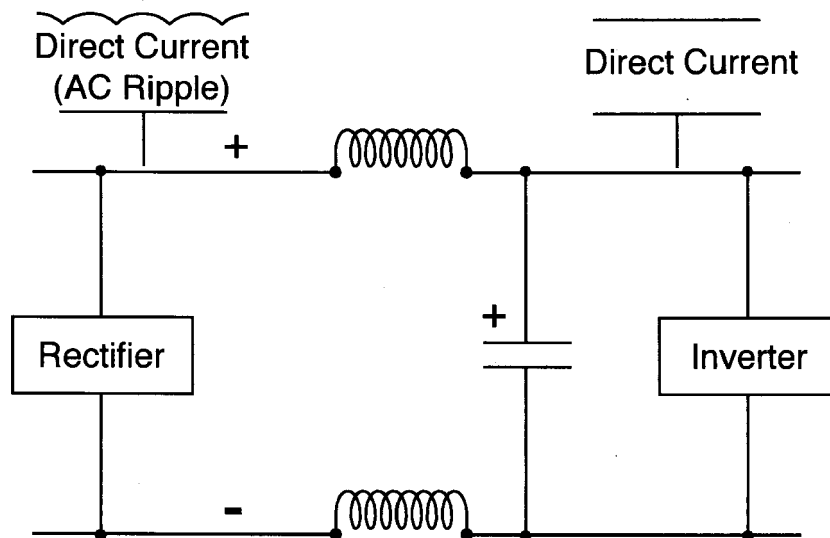 Direct Current
(AC Ripple)
Direct Current
+
+
Rectifier
Inverter
-